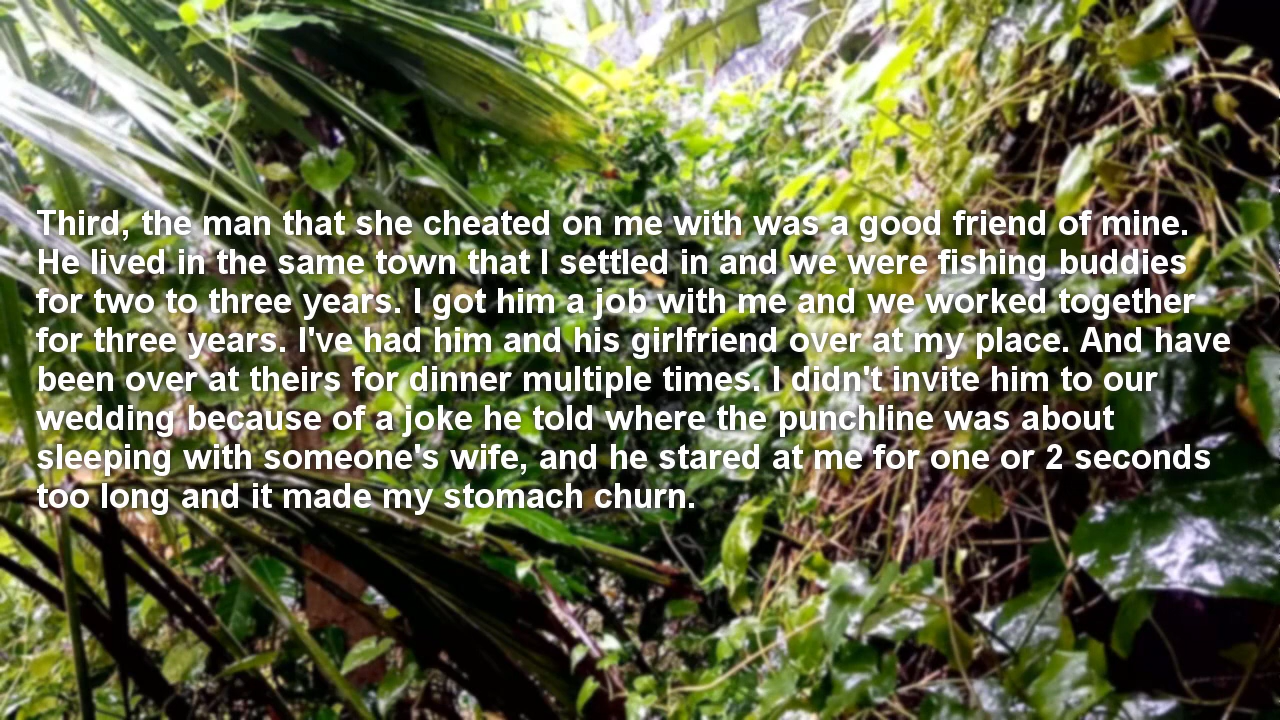 Third, the man that she cheated on me with was a good friend of mine.
He lived in the same town that I settled in and we were fishing buddies
for two to three years. I got him a job with me and we worked together
for three years. I've had him and his girlfriend over at my place. And have
been over at theirs for dinner multiple times. I didn't invite him to our
wedding because of a joke he told where the punchline was about
sleeping with someone's wife, and he stared at me for one or 2 seconds
too long and it made my stomach churn.